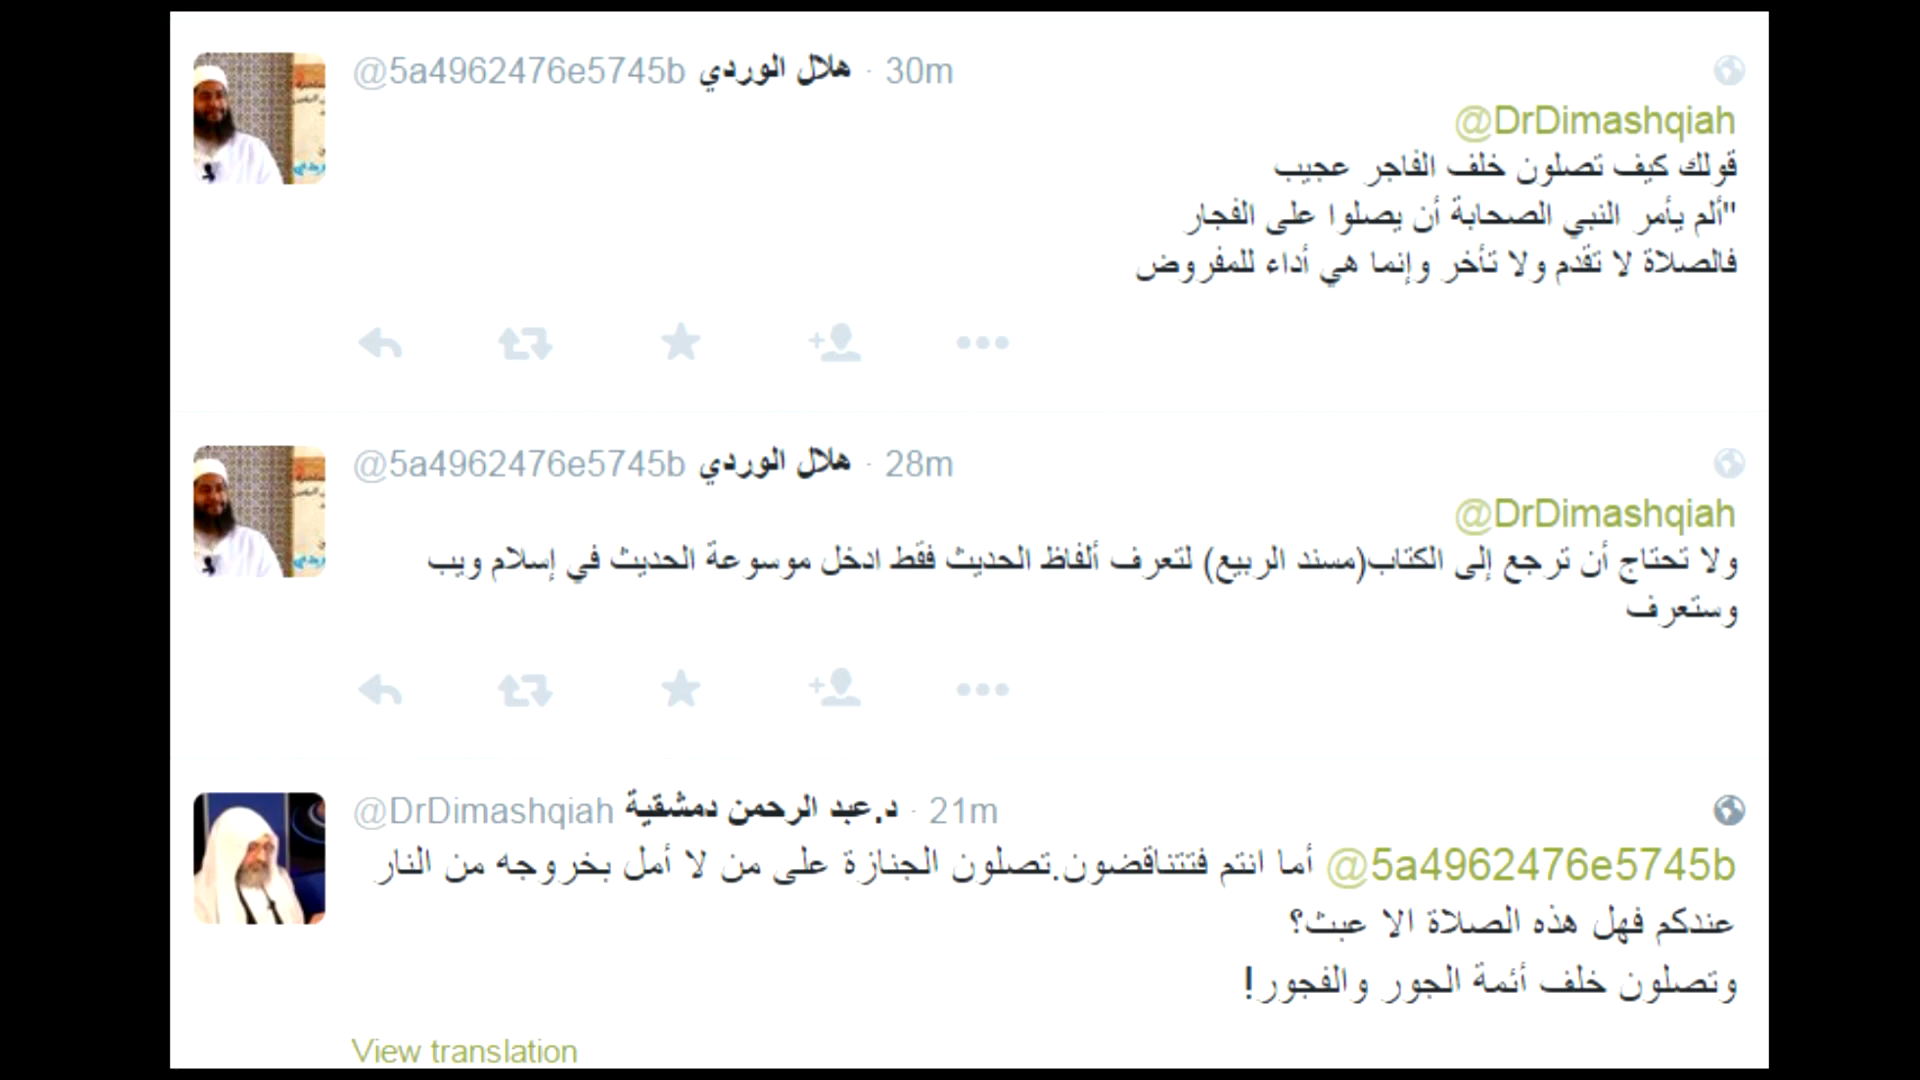 @5a4962476e5745b هلال الوردي · 30m
@DrDimashqiah
قولك كيف تصلون خلف الفاجر عجيب
"ألم يأمر النبي الصحابة أن يصلوا على الفجار
فالصلاة لا تقدم ولا تأخر وإنما هي أداء للمفروض
@5a4962476e5745b هلال الوردي · 28m
@DrDimashqiah
ولا تحتاج أن ترجع إلى الكتاب(مسند الربيع) لتعرف ألفاظ الحديث فقط ادخل موسوعة الحديث في إسلام ويب
وستعرف
@DrDimashqiah د.عبد الرحمن دمشقية · 21m
@5a4962476e5745b أما انتم فتتناقضون.تصلون الجنازة على من لا أمل بخروجه من النار
عندكم فهل هذه الصلاة الا عبث؟
وتصلون خلف أئمة الجور والفجور!
View translation